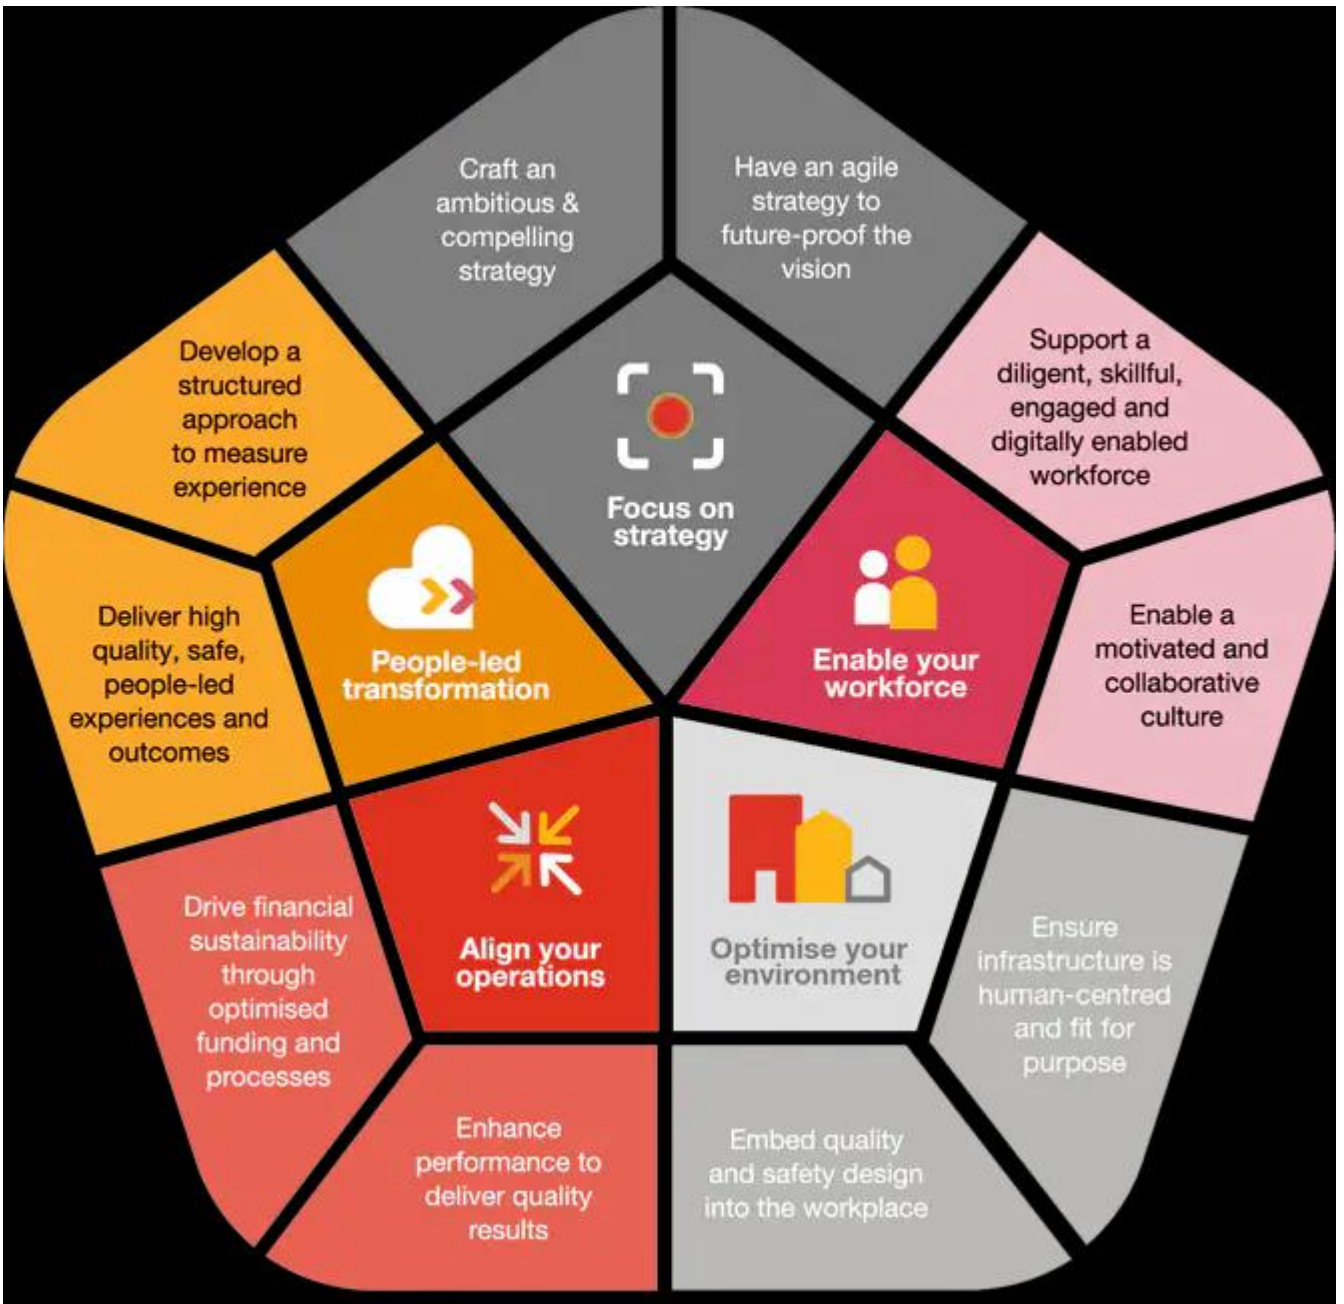 Craft an
ambitious &
compelling
strategy
Have an agile
strategy to
future-proof the
vision
Develop a
structured
approach
to measure
experience
Support a
diligent, skillful,
engaged and
digitally enabled
workforce
Focus on
strategy
Deliver high
quality, safe,
people-led
experiences and
outcomes
People-led
transformation
Enable your
workforce
Enable a
motivated and
collaborative
culture
Drive financial
sustainability
through
optimised
funding and
processes
Align your
operations
Optimise your
environment
Ensure
infrastructure is
human-centred
and fit for
purpose
Enhance
performance to
deliver quality
results
Embed quality
and safety design
into the workplace